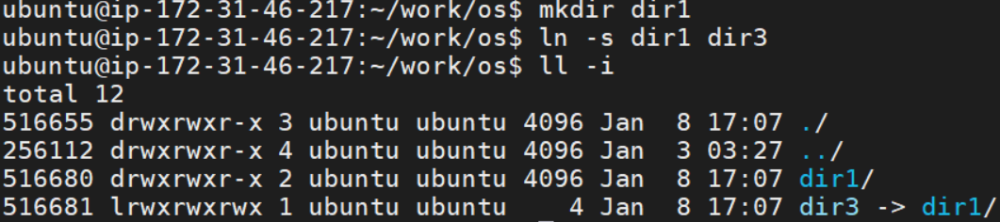 ubuntu@ip-172-31-46-217:~/work/os$ mkdir dir1
ubuntu@ip-172-31-46-217:~/work/os$ ln -s dir1 dir3
ubuntu@ip-172-31-46-217:~/work/os$ ll -i
total 12
516655 drwxrwxr-x 3 ubuntu ubuntu 4096 Jan  8 17:07 ./
256112 drwxrwxr-x 4 ubuntu ubuntu 4096 Jan  3 03:27 ../
516680 drwxrwxr-x 2 ubuntu ubuntu 4096 Jan  8 17:07 dir1/
516681 lrwxrwxrwx 1 ubuntu ubuntu    4 Jan  8 17:07 dir3 -> dir1/